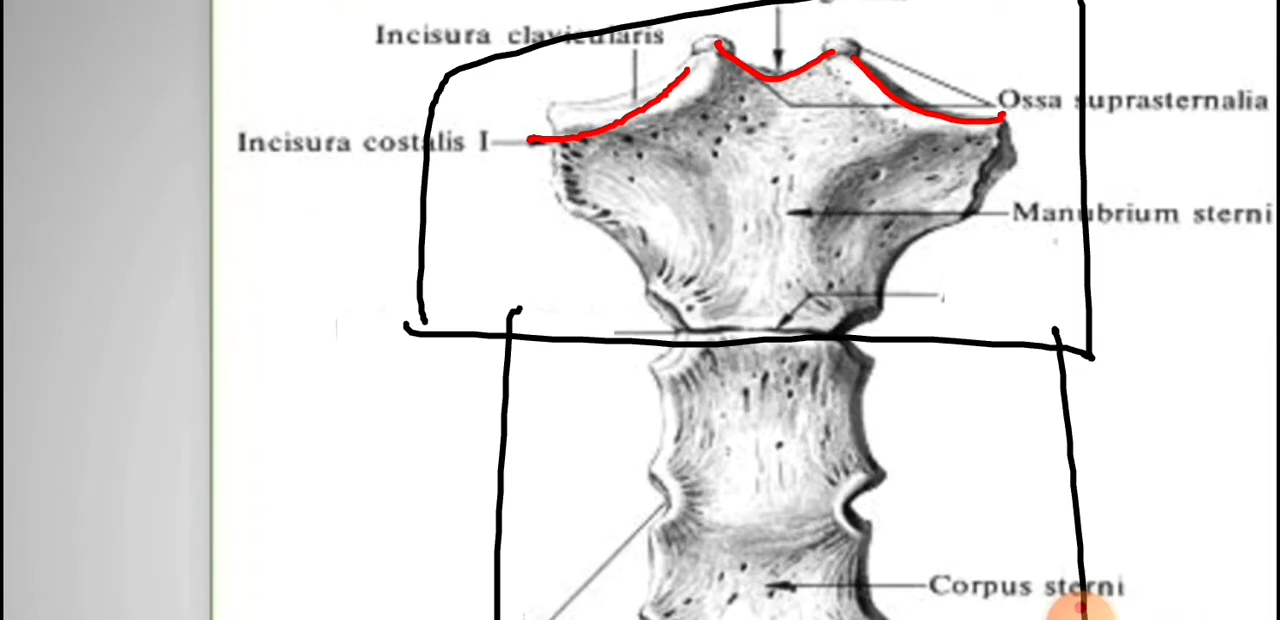 Incisura clavicularis
Ossa suprasternalia
Incisura costalis I
Manubrium sterni
Corpus sterni